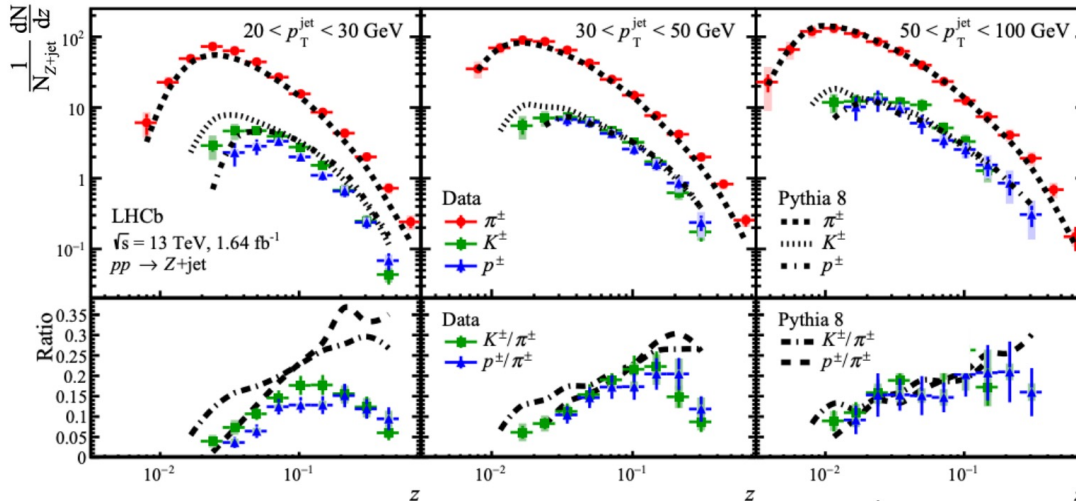 1/N_{Z+jet} dN/dz
20 < p_T^{jet} < 30 GeV
30 < p_T^{jet} < 50 GeV
50 < p_T^{jet} < 100 GeV
10²
10
1
10⁻¹
LHCb
√s = 13 TeV, 1.64 fb⁻¹
pp → Z+jet
Data
π±
K±
p±
Pythia 8
π±
K±
p±
Ratio
0.35
0.3
0.25
0.2
0.15
0.1
0.05
0
Data
K±/π±
p±/π±
Pythia 8
K±/π±
p±/π±
10⁻² 10⁻¹ z
10⁻² 10⁻¹ z
10⁻² 10⁻¹